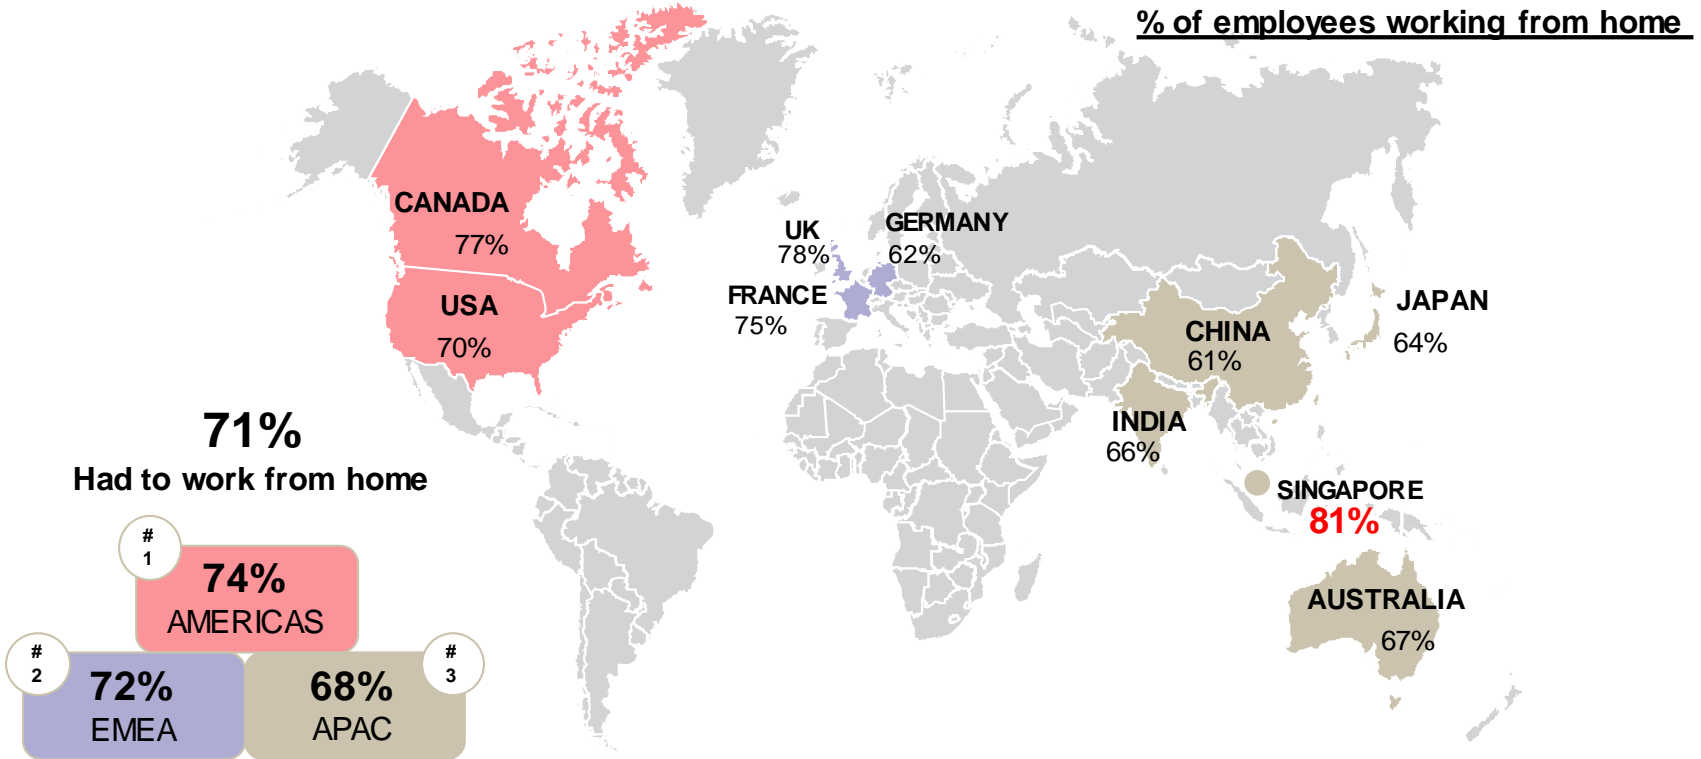 % of employees working from home
CANADA
77%
USA
70%
UK
78%
GERMANY
62%
FRANCE
75%
CHINA
61%
JAPAN
64%
INDIA
66%
SINGAPORE
81%
AUSTRALIA
67%
71%
Had to work from home
#
1
74%
AMERICAS
#
2
72%
EMEA
#
3
68%
APAC